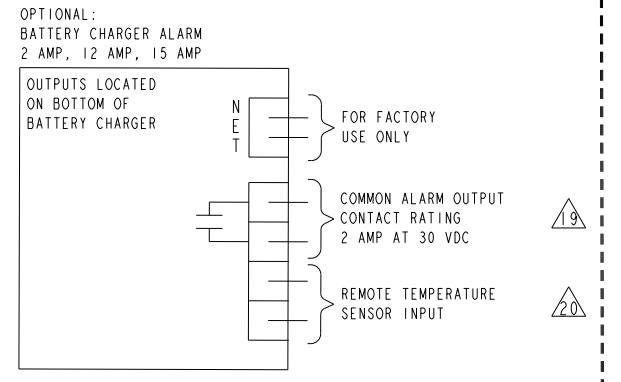 OPTIONAL:
BATTERY CHARGER ALARM
2 AMP, 12 AMP, 15 AMP
OUTPUTS LOCATED
ON BOTTOM OF
BATTERY CHARGER
NET
FOR FACTORY
USE ONLY
COMMON ALARM OUTPUT
CONTACT RATING
2 AMP AT 30 VDC
19
REMOTE TEMPERATURE
SENSOR INPUT
20